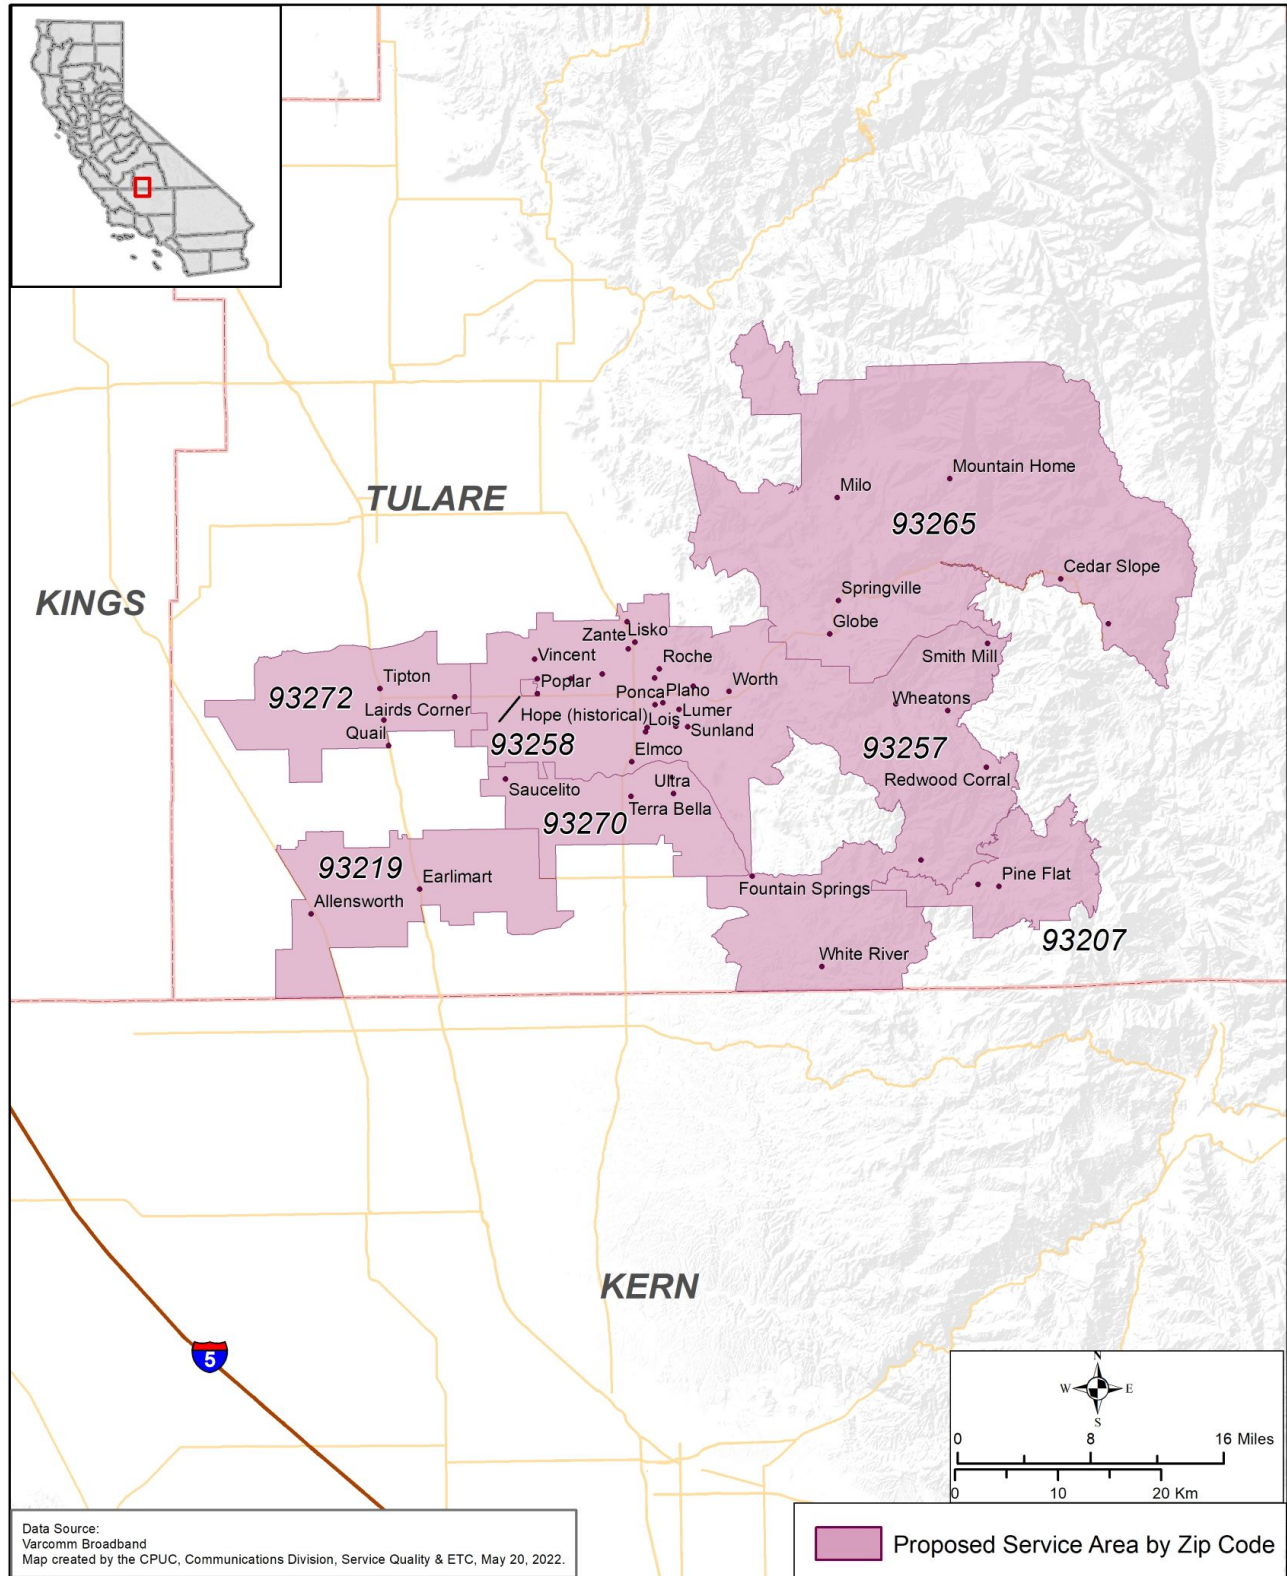 Mountain Home
Milo
93265
TULARE
Cedar Slope
KINGS
Springville
Globe
Zante
Lisko
Smith Mill
Vincent
Roche
Tipton
Poplar
Ponca
Plano
Worth
93272
Wheatons
Lairds Corner
Hope (historical)
Lois
Lumer
Quail
Sunland
93258
Elmco
93257
Redwood Corral
Saucelito
Ultra
Terra Bella
93270
93219
Earlimart
Pine Flat
Fountain Springs
Allensworth
93207
White River
KERN
5
N
W
E
S
0 8 16 Miles
0 10 20 Km
Data Source:
Varcomm Broadband
Map created by the CPUC, Communications Division, Service Quality & ETC, May 20, 2022.
Proposed Service Area by Zip Code